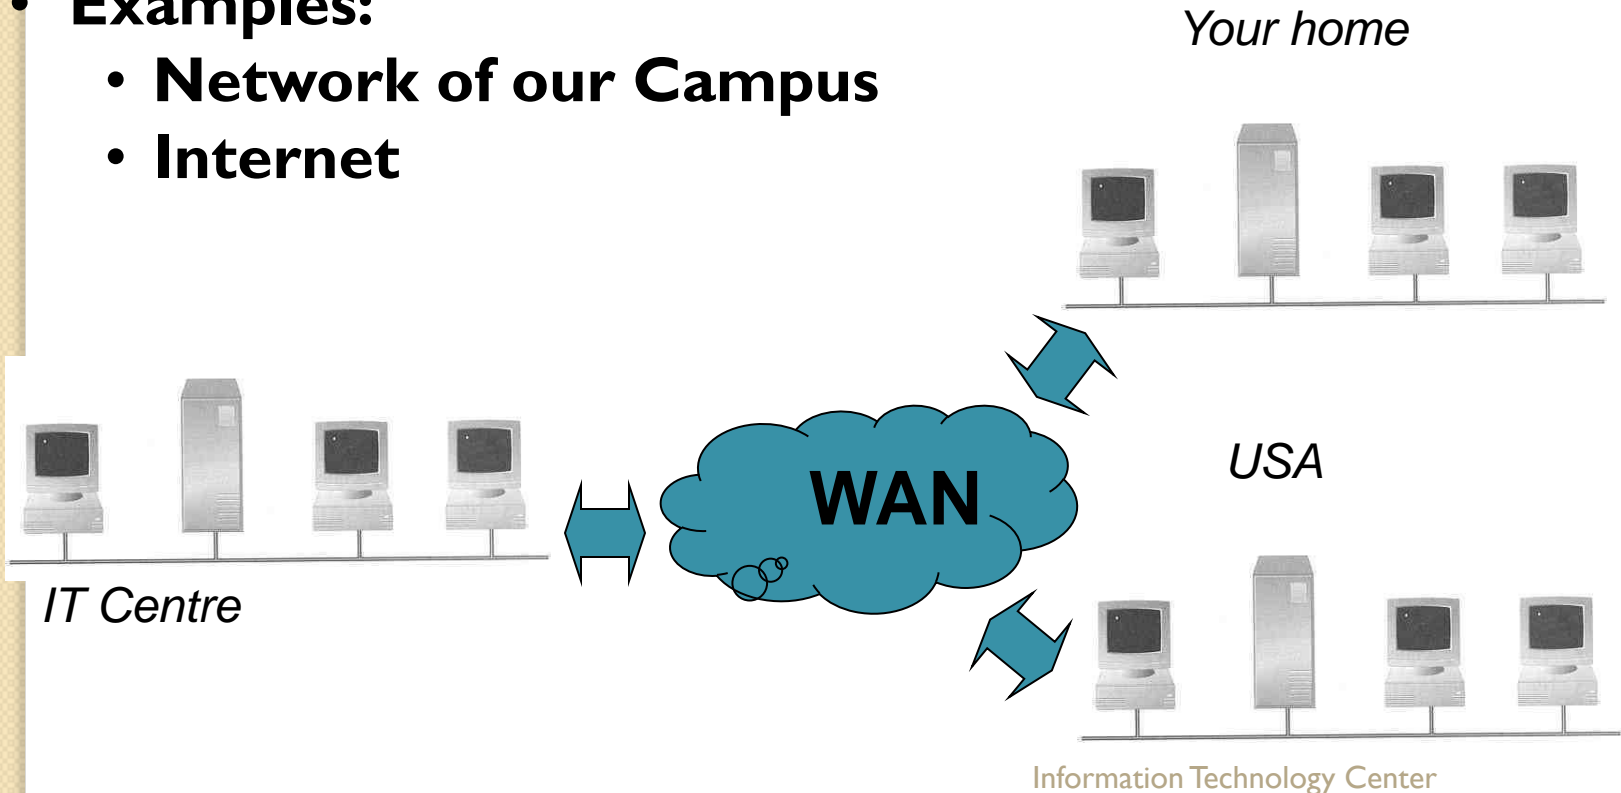 • Examples:
• Network of our Campus
• Internet
Your home
WAN
USA
IT Centre
Information Technology Center